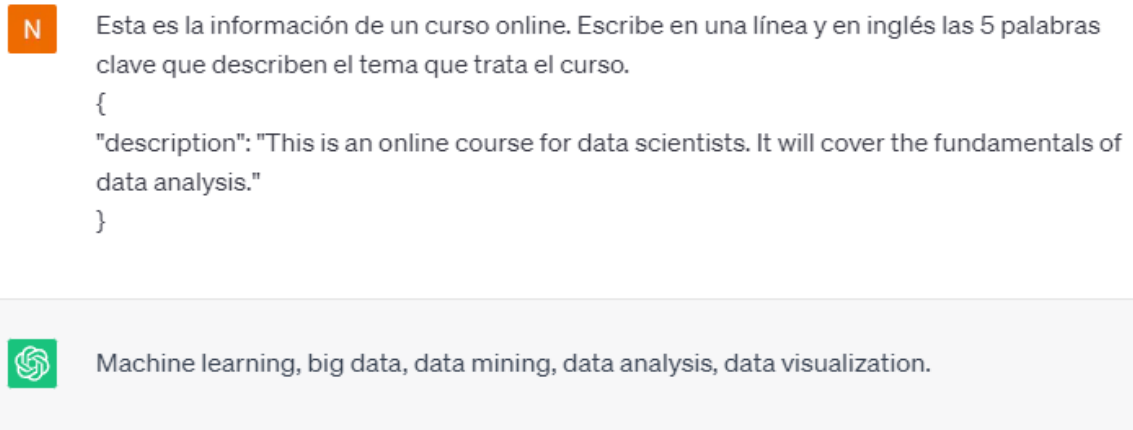 N
Esta es la información de un curso online. Escribe en una línea y en inglés las 5 palabras
clave que describen el tema que trata el curso.
{
"description": "This is an online course for data scientists. It will cover the fundamentals of
data analysis."
}
Machine learning, big data, data mining, data analysis, data visualization.